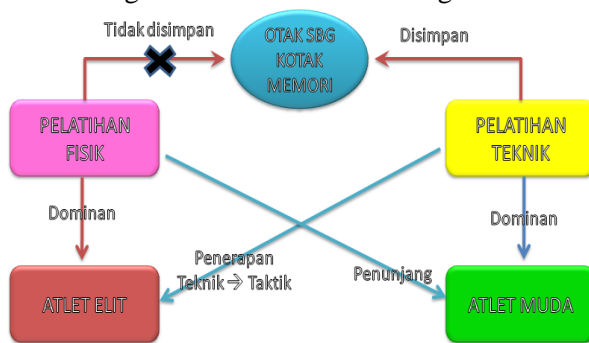 Tidak disimpan
OTAK SBG
KOTAK
MEMORI
Disimpan
PELATIHAN
FISIK
PELATIHAN
TEKNIK
Dominan
Dominan
Penerapan
Teknik → Taktik
Penunjang
ATLET ELIT
ATLET MUDA